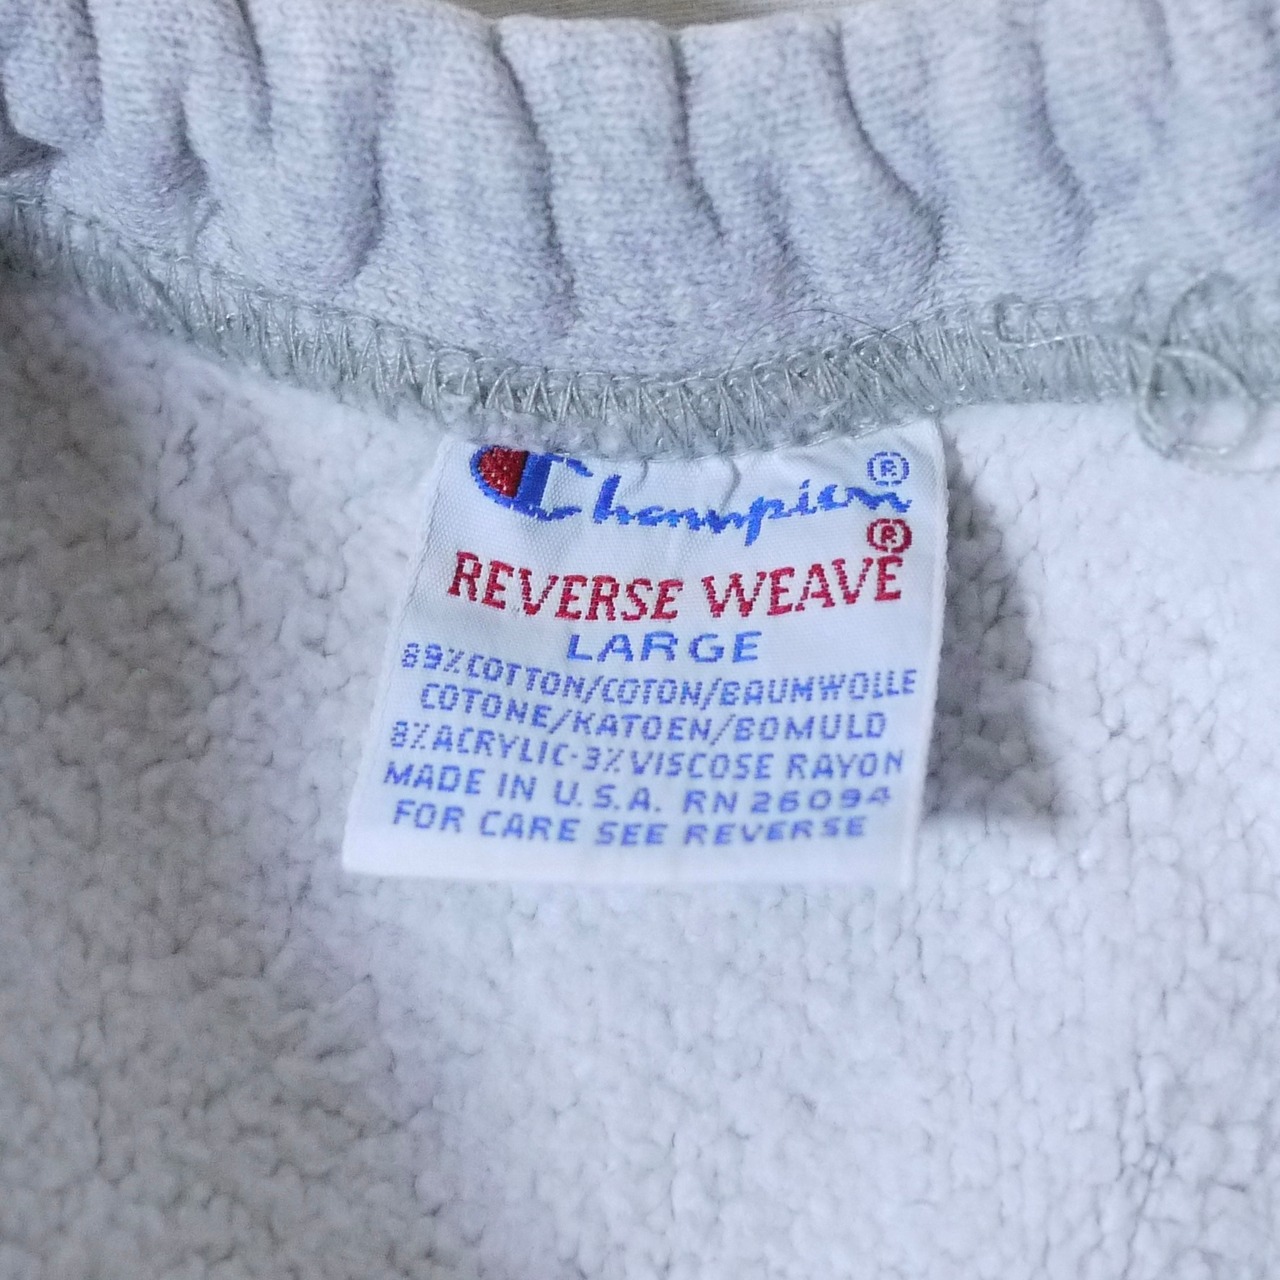 Champion®
REVERSE WEAVE®
LARGE
89% COTTON/COTON/BAUMWOLLE
COTONE/KATOEN/BOMULD
8% ACRYLIC-3% VISCOSE RAYON
MADE IN U.S.A. RN 26094
FOR CARE SEE REVERSE